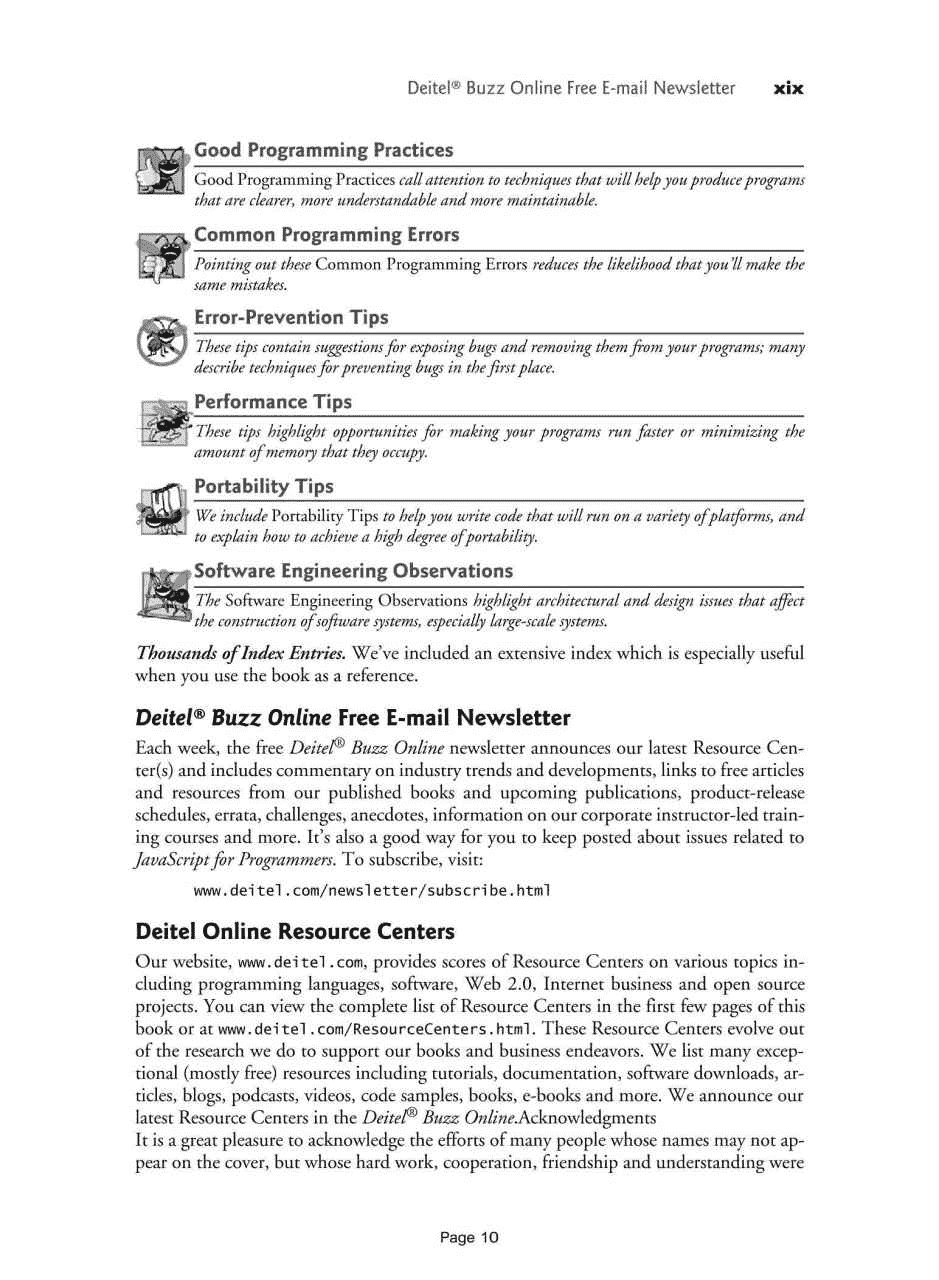 Deitel® Buzz Online Free E-mail Newsletter xix
Good Programming Practices
Good Programming Practices call attention to techniques that will help you produce programs
that are clearer, more understandable and more maintainable.
Common Programming Errors
Pointing out these Common Programming Errors reduces the likelihood that you'll make the
same mistakes.
Error-Prevention Tips
These tips contain suggestions for exposing bugs and removing them from your programs; many
describe techniques for preventing bugs in the first place.
Performance Tips
These tips highlight opportunities for making your programs run faster or minimizing the
amount of memory that they occupy.
Portability Tips
We include Portability Tips to help you write code that will run on a variety of platforms, and
to explain how to achieve a high degree of portability.
Software Engineering Observations
The Software Engineering Observations highlight architectural and design issues that affect
the construction of software systems, especially large-scale systems.
Thousands of Index Entries. We've included an extensive index which is especially useful
when you use the book as a reference.
Deitel® Buzz Online Free E-mail Newsletter
Each week, the free Deitel® Buzz Online newsletter announces our latest Resource Cen-
ter(s) and includes commentary on industry trends and developments, links to free articles
and resources from our published books and upcoming publications, product-release
schedules, errata, challenges, anecdotes, information on our corporate instructor-led train-
ing courses and more. It's also a good way for you to keep posted about issues related to
JavaScript for Programmers. To subscribe, visit:
www.deitel.com/newsletter/subscribe.html
Deitel Online Resource Centers
Our website, www.deitel.com, provides scores of Resource Centers on various topics in-
cluding programming languages, software, Web 2.0, Internet business and open source
projects. You can view the complete list of Resource Centers in the first few pages of this
book or at www.deitel.com/ResourceCenters.html. These Resource Centers evolve out
of the research we do to support our books and business endeavors. We list many excep-
tional (mostly free) resources including tutorials, documentation, software downloads, ar-
ticles, blogs, podcasts, videos, code samples, books, e-books and more. We announce our
latest Resource Centers in the Deitel® Buzz Online.Acknowledgments
It is a great pleasure to acknowledge the efforts of many people whose names may not ap-
pear on the cover, but whose hard work, cooperation, friendship and understanding were
Page 10